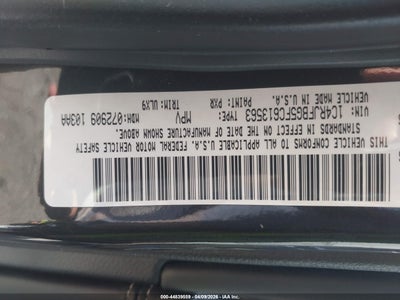 THIS VEHICLE CONFORMS TO ALL APPLICABLE U.S.A. FEDERAL MOTOR VEHICLE SAFETY
STANDARDS IN EFFECT ON THE DATE OF MANUFACTURE SHOWN ABOVE.
VIN: 1C4RJFBG5FC613563 TYPE: MPV MDH: 072909 103AA
VEHICLE MADE IN U.S.A. PAINT: PXR TRIM: ULX9
000-44839559 - 04/09/2026 - IAA Inc. - Copyright